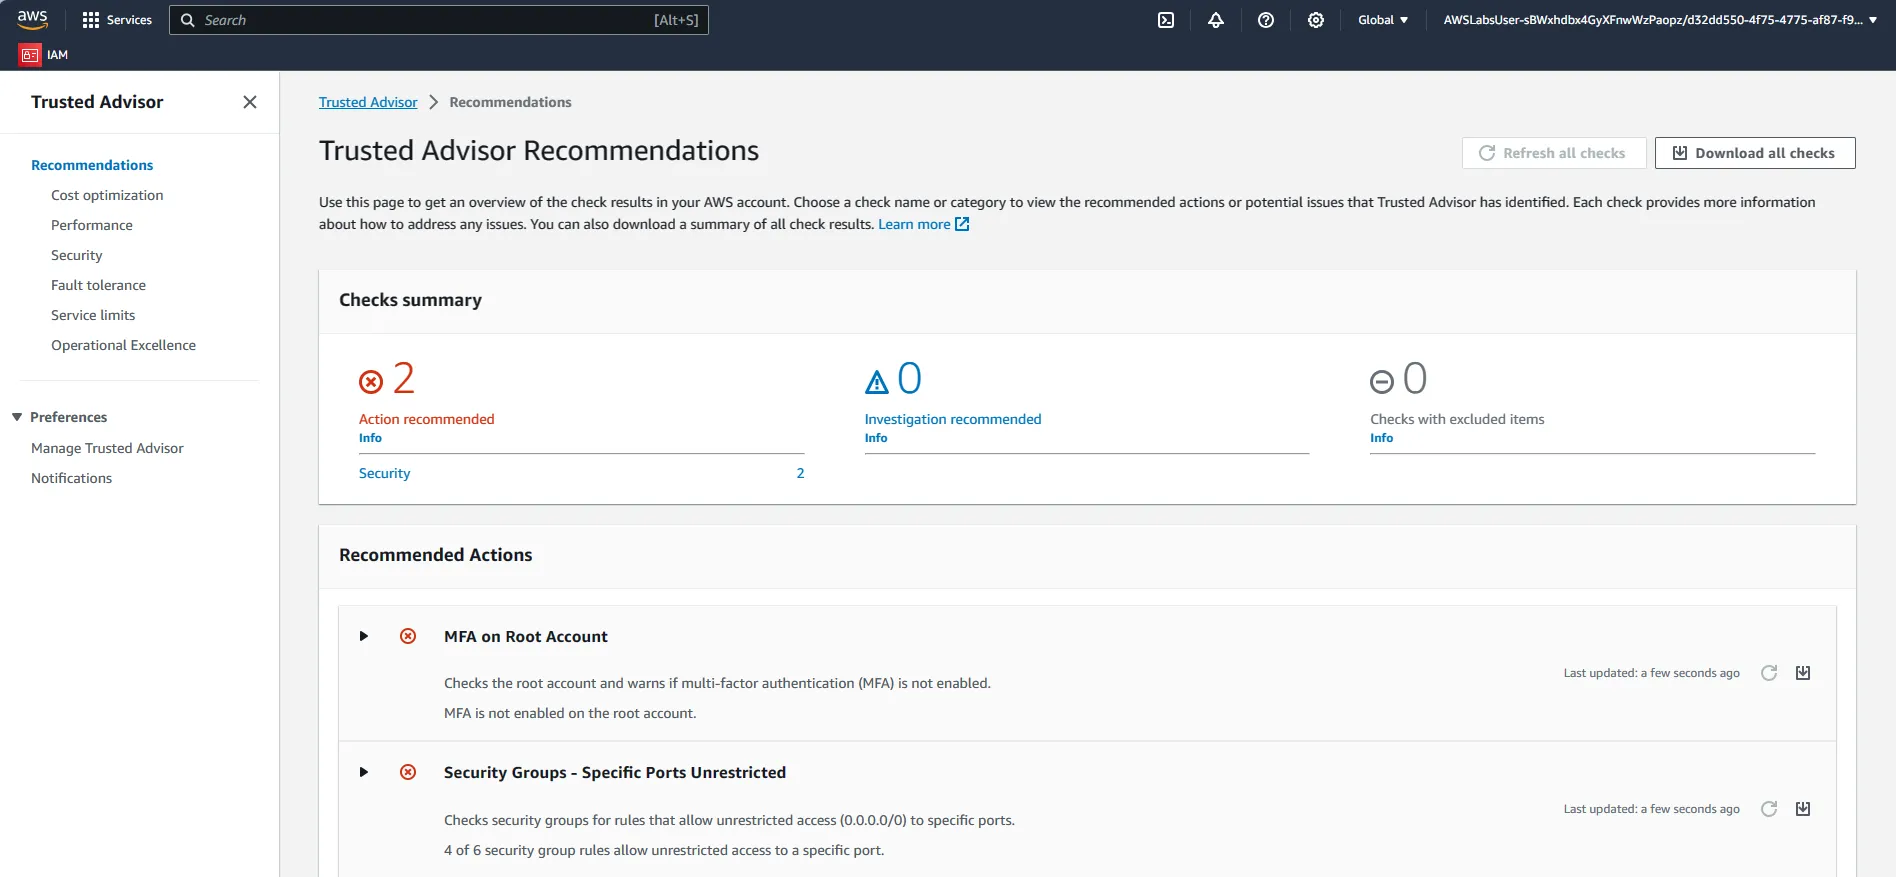 aws
Services
Search
[Alt+S]
Global
AWSLabsUser-sBWxhdbx4GyXFnwWzPaopz/d32dd550-4f75-4775-af87-f9...
IAM
Trusted Advisor
Recommendations
Cost optimization
Performance
Security
Fault tolerance
Service limits
Operational Excellence
Preferences
Manage Trusted Advisor
Notifications
Trusted Advisor > Recommendations
Trusted Advisor Recommendations
Refresh all checks
Download all checks
Use this page to get an overview of the check results in your AWS account. Choose a check name or category to view the recommended actions or potential issues that Trusted Advisor has identified. Each check provides more information
about how to address any issues. You can also download a summary of all check results. Learn more
Checks summary
2
Action recommended
Info
Security 2
0
Investigation recommended
Info
0
Checks with excluded items
Info
Recommended Actions
MFA on Root Account
Checks the root account and warns if multi-factor authentication (MFA) is not enabled.
MFA is not enabled on the root account.
Last updated: a few seconds ago
Security Groups - Specific Ports Unrestricted
Checks security groups for rules that allow unrestricted access (0.0.0.0/0) to specific ports.
4 of 6 security group rules allow unrestricted access to a specific port.
Last updated: a few seconds ago